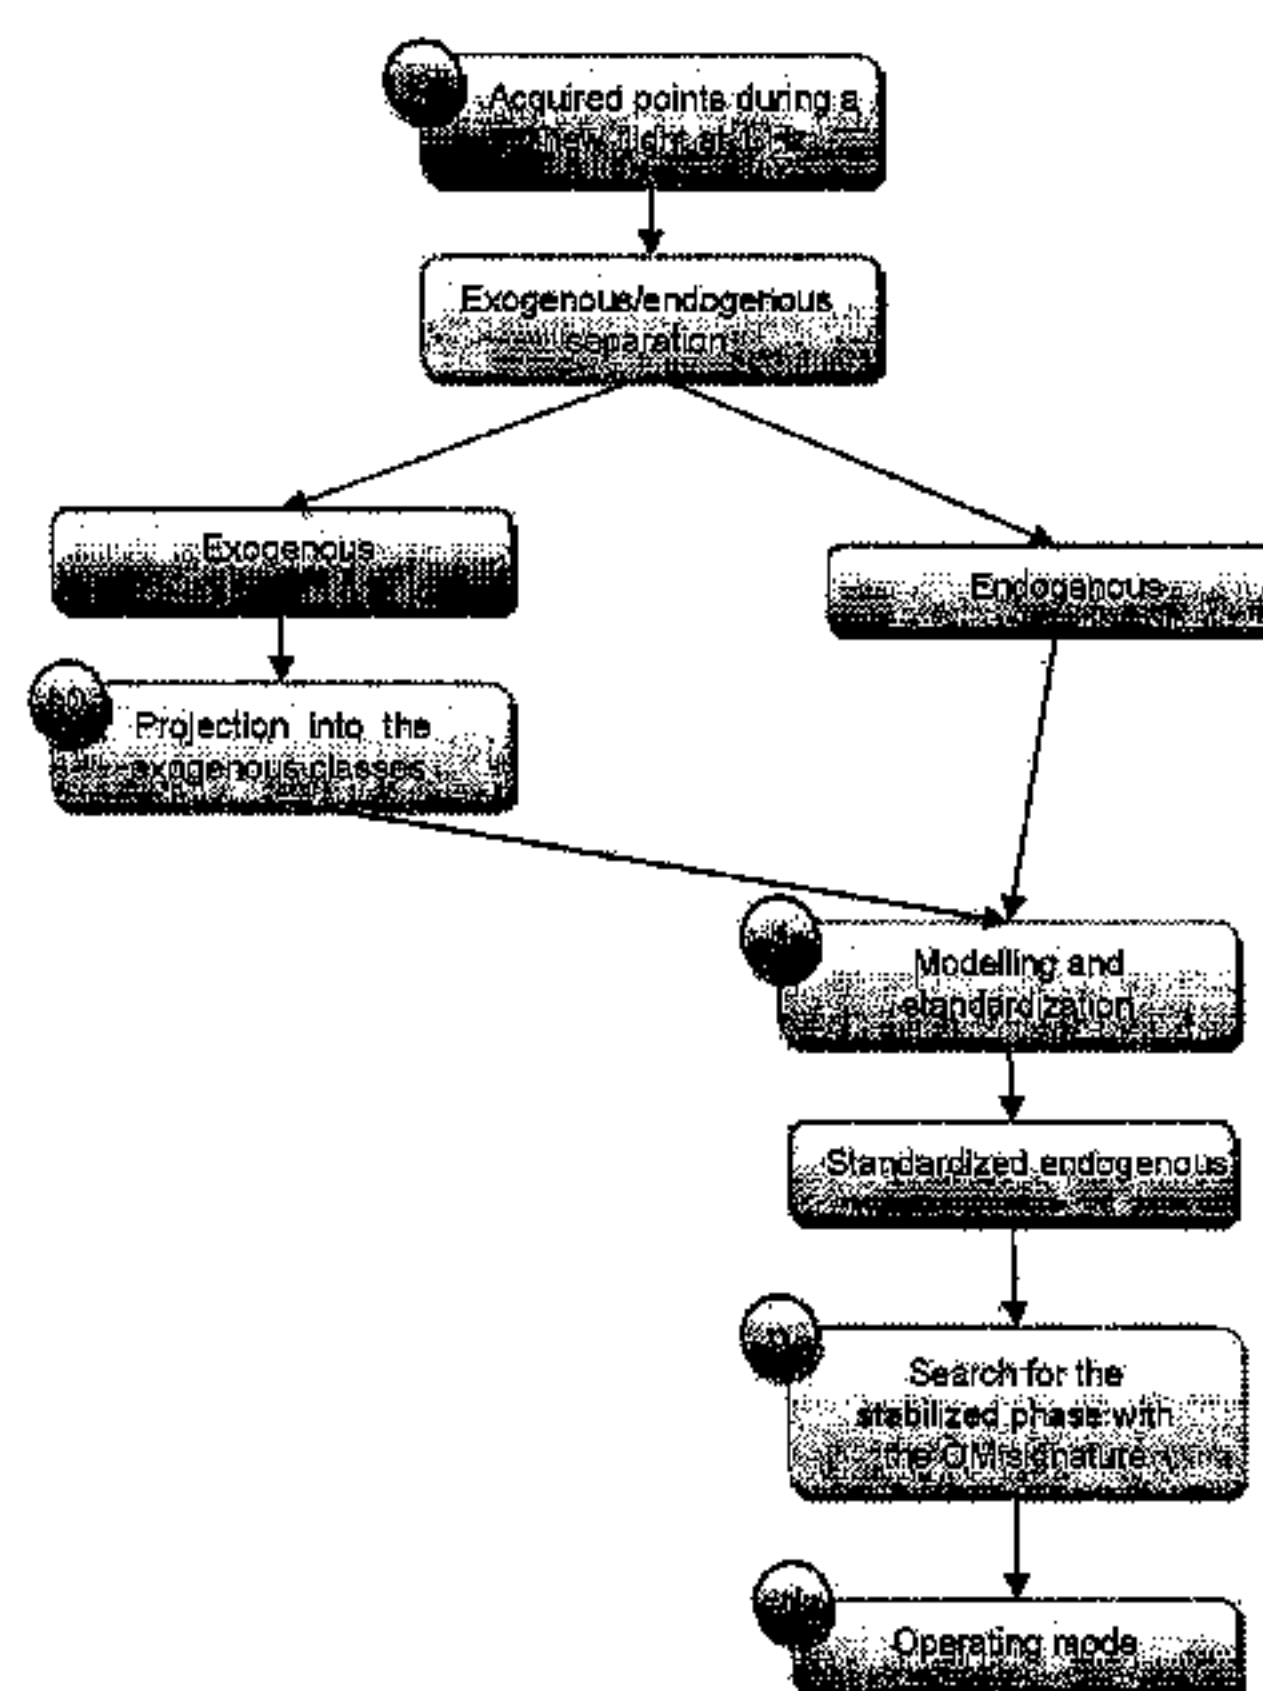 Acquired points during a
new flight at
Exogenous/endogenous
separation
Exogenous
Endogenous
Projection into the
exogenous classes
Modelling and
standardization
Standardized endogenous
Search for the
stabilized phase with
the OM signature
Operating mode